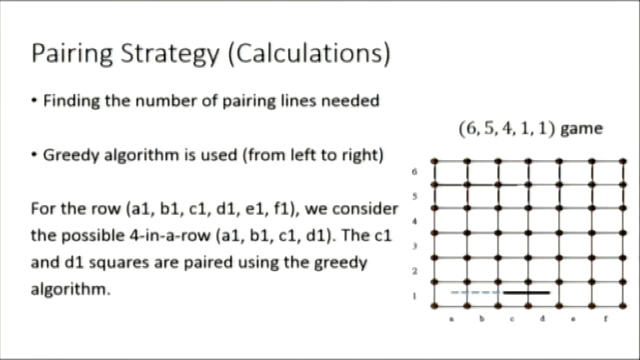 Pairing Strategy (Calculations)
• Finding the number of pairing lines needed
(6, 5, 4, 1, 1) game
• Greedy algorithm is used (from left to right)
For the row (a1, b1, c1, d1, e1, f1), we consider
the possible 4-in-a-row (a1, b1, c1, d1). The c1
and d1 squares are paired using the greedy
algorithm.
6
5
4
3
2
1
a b c d e f